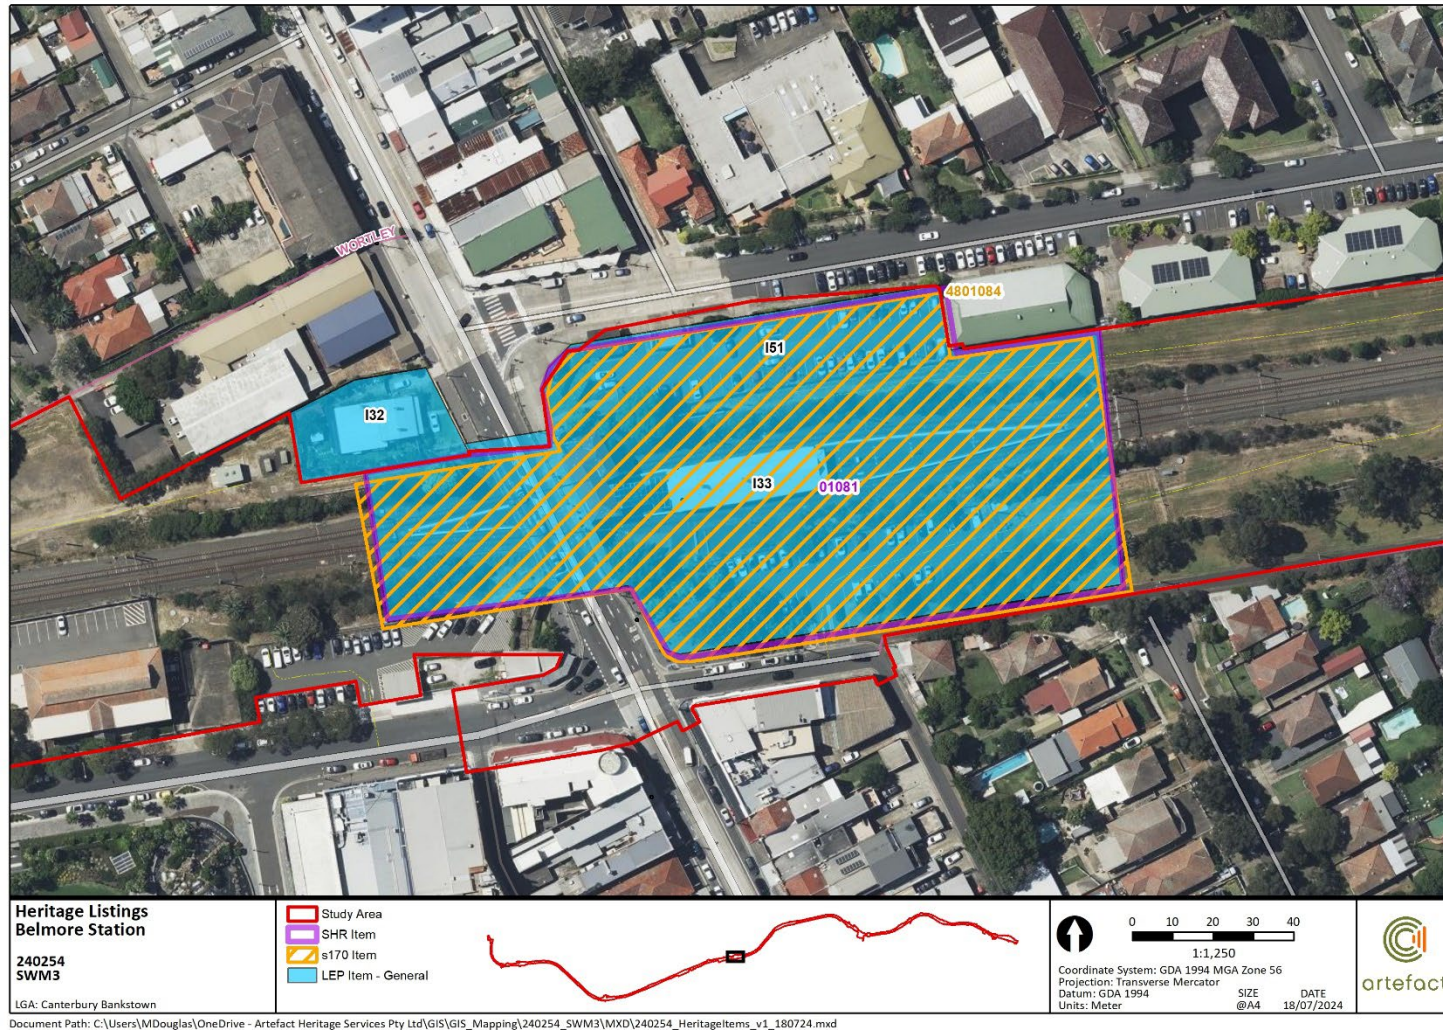 WORTLEY
4801084
I51
I32
I33
01081
Heritage Listings
Belmore Station
240254
SWM3
LGA: Canterbury Bankstown
Study Area
SHR Item
s170 Item
LEP Item - General
0 10 20 30 40
1:1,250
Coordinate System: GDA 1994 MGA Zone 56
Projection: Transverse Mercator
Datum: GDA 1994
Units: Meter
SIZE
@A4
DATE
18/07/2024
artefact
Document Path: C:\Users\MDouglas\OneDrive - Artefact Heritage Services Pty Ltd\GIS\GIS_Mapping\240254_SWM3\MXD\240254_HeritageItems_v1_180724.mxd